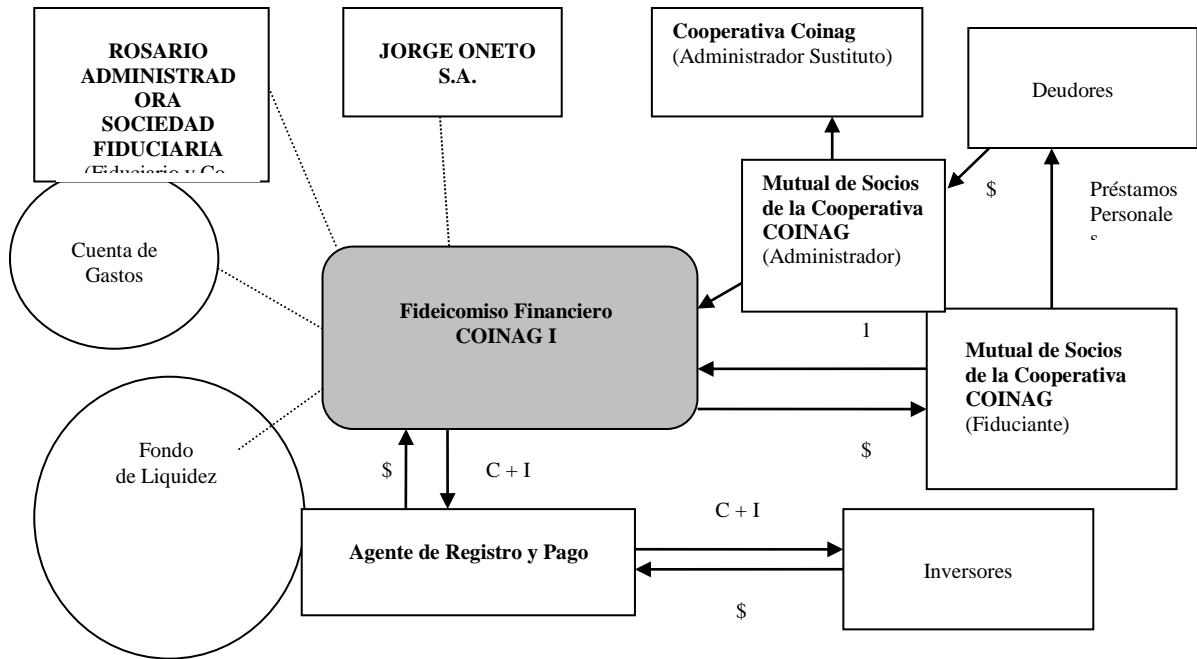 ROSARIO
ADMINISTRAD
ORA
SOCIEDAD
FIDUCIARIA
(Fiduciario y Co
JORGE ONETO
S.A.
Cooperativa Coinag
(Administrador Sustituto)
Deudores
Cuenta de
Gastos
Mutual de Socios
de la Cooperativa
COINAG
(Administrador)
$
Préstamos
Personale
s
Fideicomiso Financiero
COINAG I
1
Mutual de Socios
de la Cooperativa
COINAG
(Fiduciante)
$
Fondo
de Liquidez
$
C + I
Agente de Registro y Pago
C + I
$
Inversores